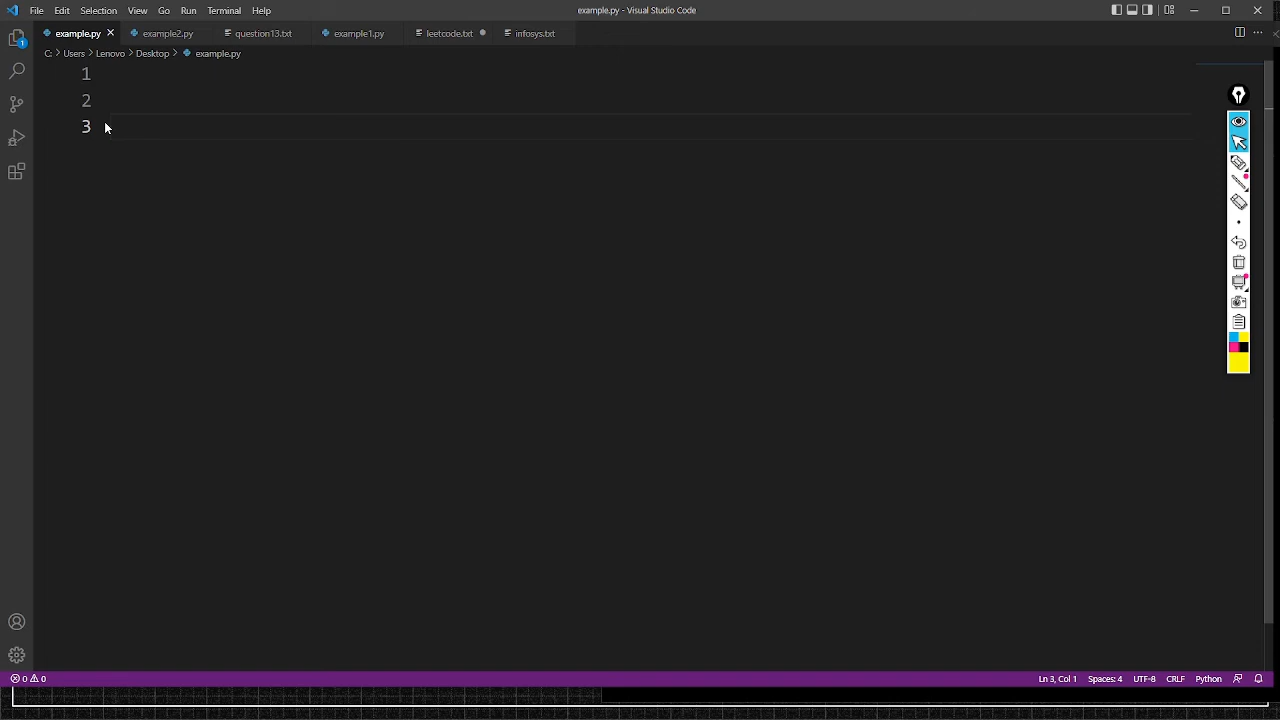 File Edit Selection View Go Run Terminal Help example.py - Visual Studio Code
example.py example2.py question13.txt example1.py leetcode.txt infosys.txt
C: > Users > Lenovo > Desktop > example.py
1
1
2
3
0 0 Ln 3, Col 1 Spaces: 4 UTF-8 CRLF Python